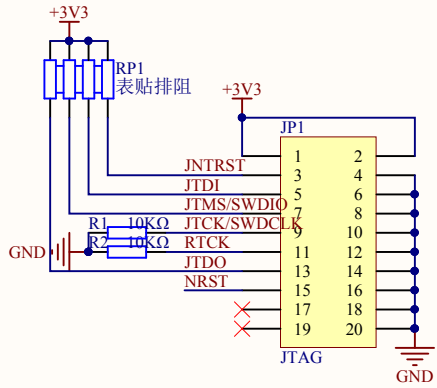 +3V3
RP1
表贴排阻
+3V3
JP1
1 2
JNTRST 3 4
JTDI 5 6
JTMS/SWDIO 7 8
R1 10KΩ JTCK/SWDCLK 9 10
GND R2 10KΩ RTCK 11 12
JTDO 13 14
NRST 15 16
17 18
19 20
JTAG
GND